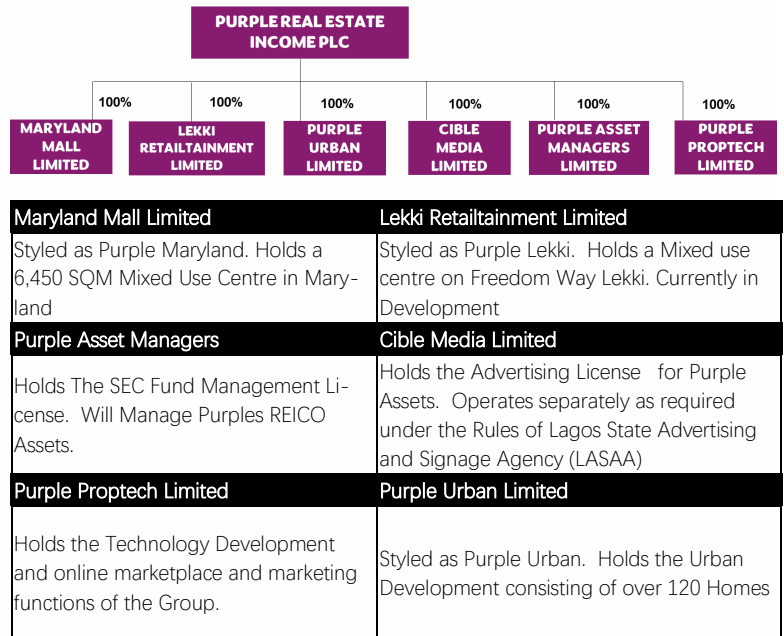 PURPLE REAL ESTATE
INCOME PLC
100%
100%
100%
100%
100%
100%
MARYLAND
MALL
LIMITED
LEKKI
RETAILTAINMENT
LIMITED
PURPLE
URBAN
LIMITED
CIBLE
MEDIA
LIMITED
PURPLE ASSET
MANAGERS
LIMITED
PURPLE
PROPTECH
LIMITED
Maryland Mall Limited
Styled as Purple Maryland. Holds a
6,450 SQM Mixed Use Centre in Mary-
land
Lekki Retailtainment Limited
Styled as Purple Lekki. Holds a Mixed use
centre on Freedom Way Lekki. Currently in
Development
Purple Asset Managers
Holds The SEC Fund Management Li-
cense. Will Manage Purples REICO
Assets.
Cible Media Limited
Holds the Advertising License for Purple
Assets. Operates separately as required
under the Rules of Lagos State Advertising
and Signage Agency (LASAA)
Purple Proptech Limited
Holds the Technology Development
and online marketplace and marketing
functions of the Group.
Purple Urban Limited
Styled as Purple Urban. Holds the Urban
Development consisting of over 120 Homes